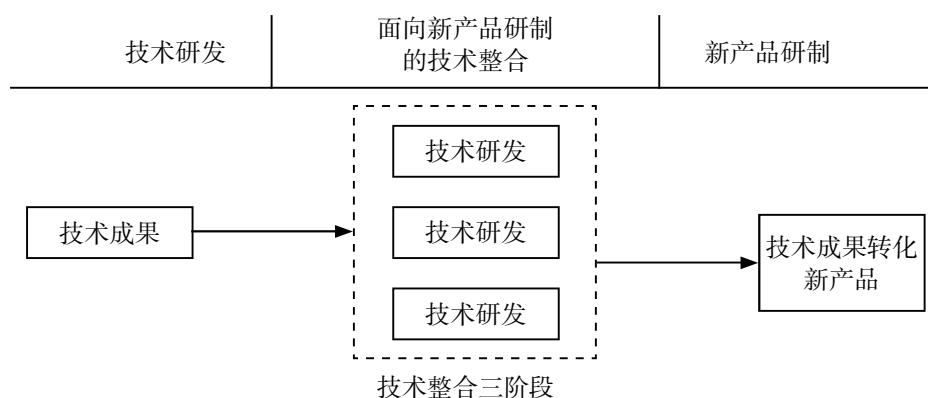 技术研发
面向新产品研制
的技术整合
新产品研制
技术研发
技术成果
技术研发
技术成果转化
新产品
技术研发
技术整合三阶段